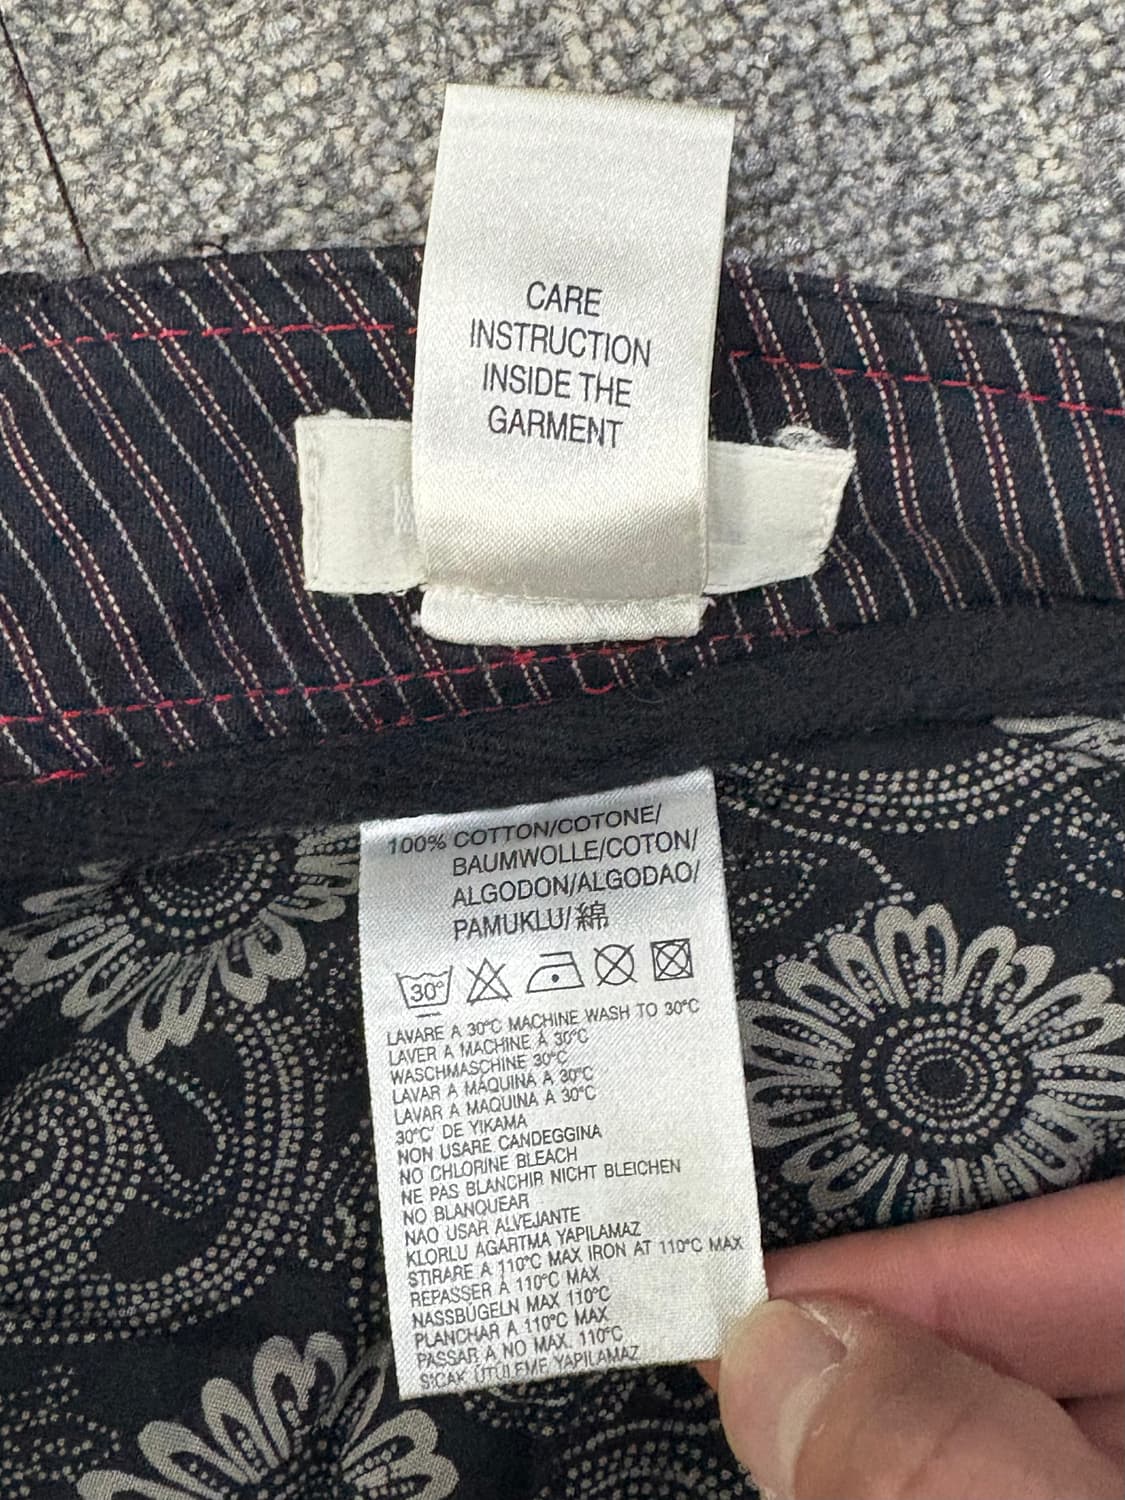 CARE
INSTRUCTION
INSIDE THE
GARMENT
100% COTTON/COTONE/
BAUMWOLLE/COTON/
ALGODON/ALGODAO/
PAMUKLU/綿
30°
LAVARE A 30°C MACHINE WASH TO 30°C
LAVER A MACHINE À 30°C
WASCHMASCHINE 30°C
LAVAR A MÁQUINA A 30°C
LAVAR A MAQUINA A 30°C
30°C' DE YIKAMA
NON USARE CANDEGGINA
NO CHLORINE BLEACH
NE PAS BLANCHIR NICHT BLEICHEN
NO BLANQUEAR
NAO USAR ALVEJANTE
KLORLU AGARTMA YAPILAMAZ
STIRARE A 110°C MAX IRON AT 110°C MAX
REPASSER À 110°C MAX
NASSBÜGELN MAX 110°C
PLANCHAR A 110°C MAX
PASSAR A NO MAX. 110°C
SICAK ÜTÜLEME YAPILAMAZ